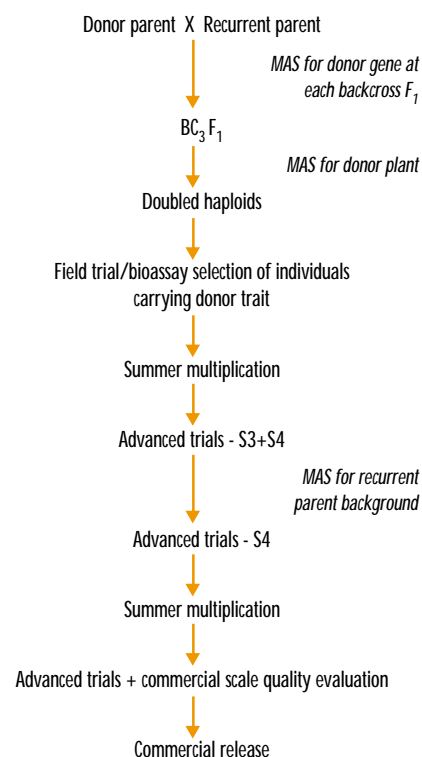 Donor parent X Recurrent parent
MAS for donor gene at
each backcross F1
BC3F1
MAS for donor plant
Doubled haploids
Field trial/bioassay selection of individuals
carrying donor trait
Summer multiplication
Advanced trials - S3+S4
MAS for recurrent
parent background
Advanced trials - S4
Summer multiplication
Advanced trials + commercial scale quality evaluation
Commercial release